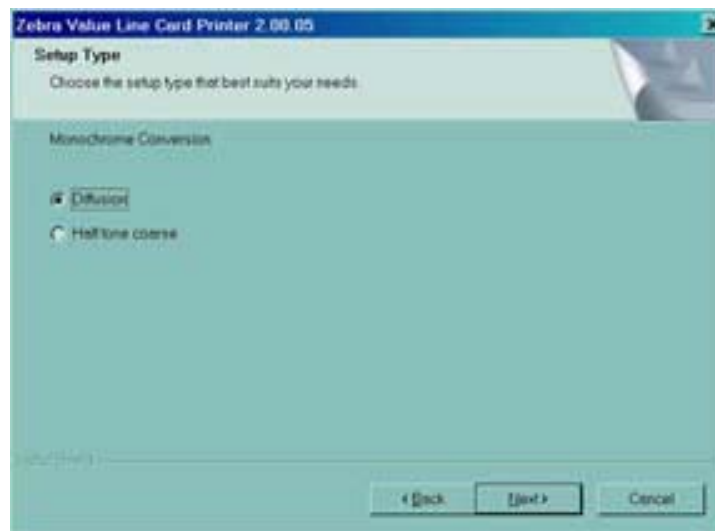 Zebra Value Line Card Printer 2.00.05
Setup Type
Choose the setup type that best suits your needs.
Monochrome Conversion
Diffusion
Half tone coarse
InstallShield
< Back
Next >
Cancel